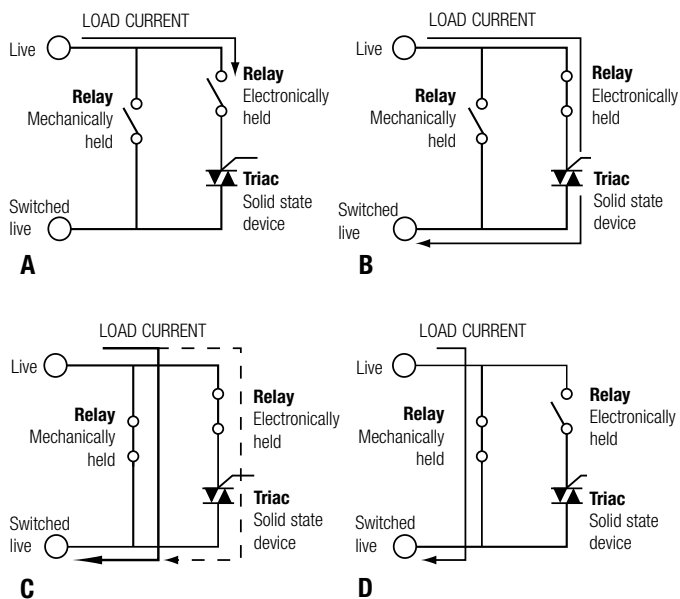 LOAD CURRENT
Live
Relay
Electronically
held
Relay
Mechanically
held
Triac
Solid state
device
Switched
live
A
LOAD CURRENT
Live
Relay
Electronically
held
Relay
Mechanically
held
Triac
Solid state
device
Switched
live
B
LOAD CURRENT
Live
Relay
Electronically
held
Relay
Mechanically
held
Triac
Solid state
device
Switched
live
C
LOAD CURRENT
Live
Relay
Electronically
held
Relay
Mechanically
held
Triac
Solid state
device
Switched
live
D